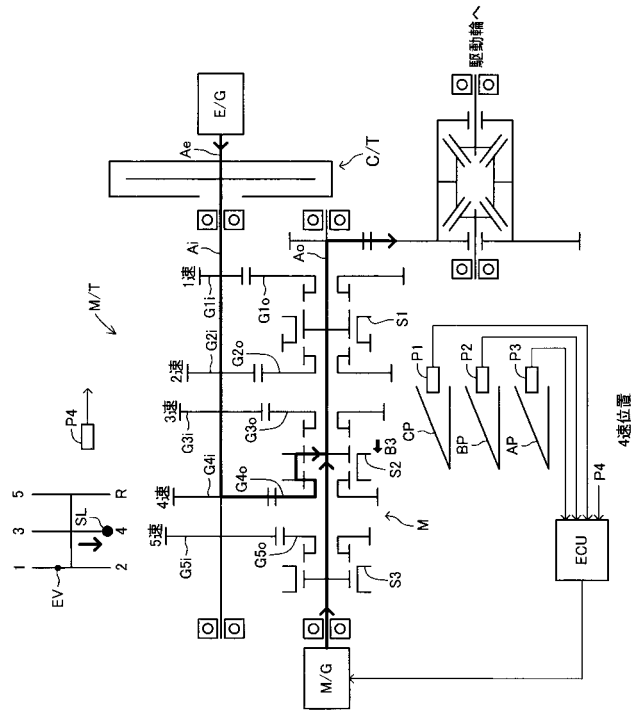 M/T
P4
1 3 5
SL
EV
2 4 R
5速
4速
3速
2速
1速
G5i
G4i
G3i
G2i
G1i
Ai
Ae
E/G
G5o
G4o
G3o
G2o
G1o
Ao
C/T
M/G
S3
S2
B3
S1
M
駆動輪へ
CP
P1
BP
P2
AP
P3
ECU
P4
4速位置